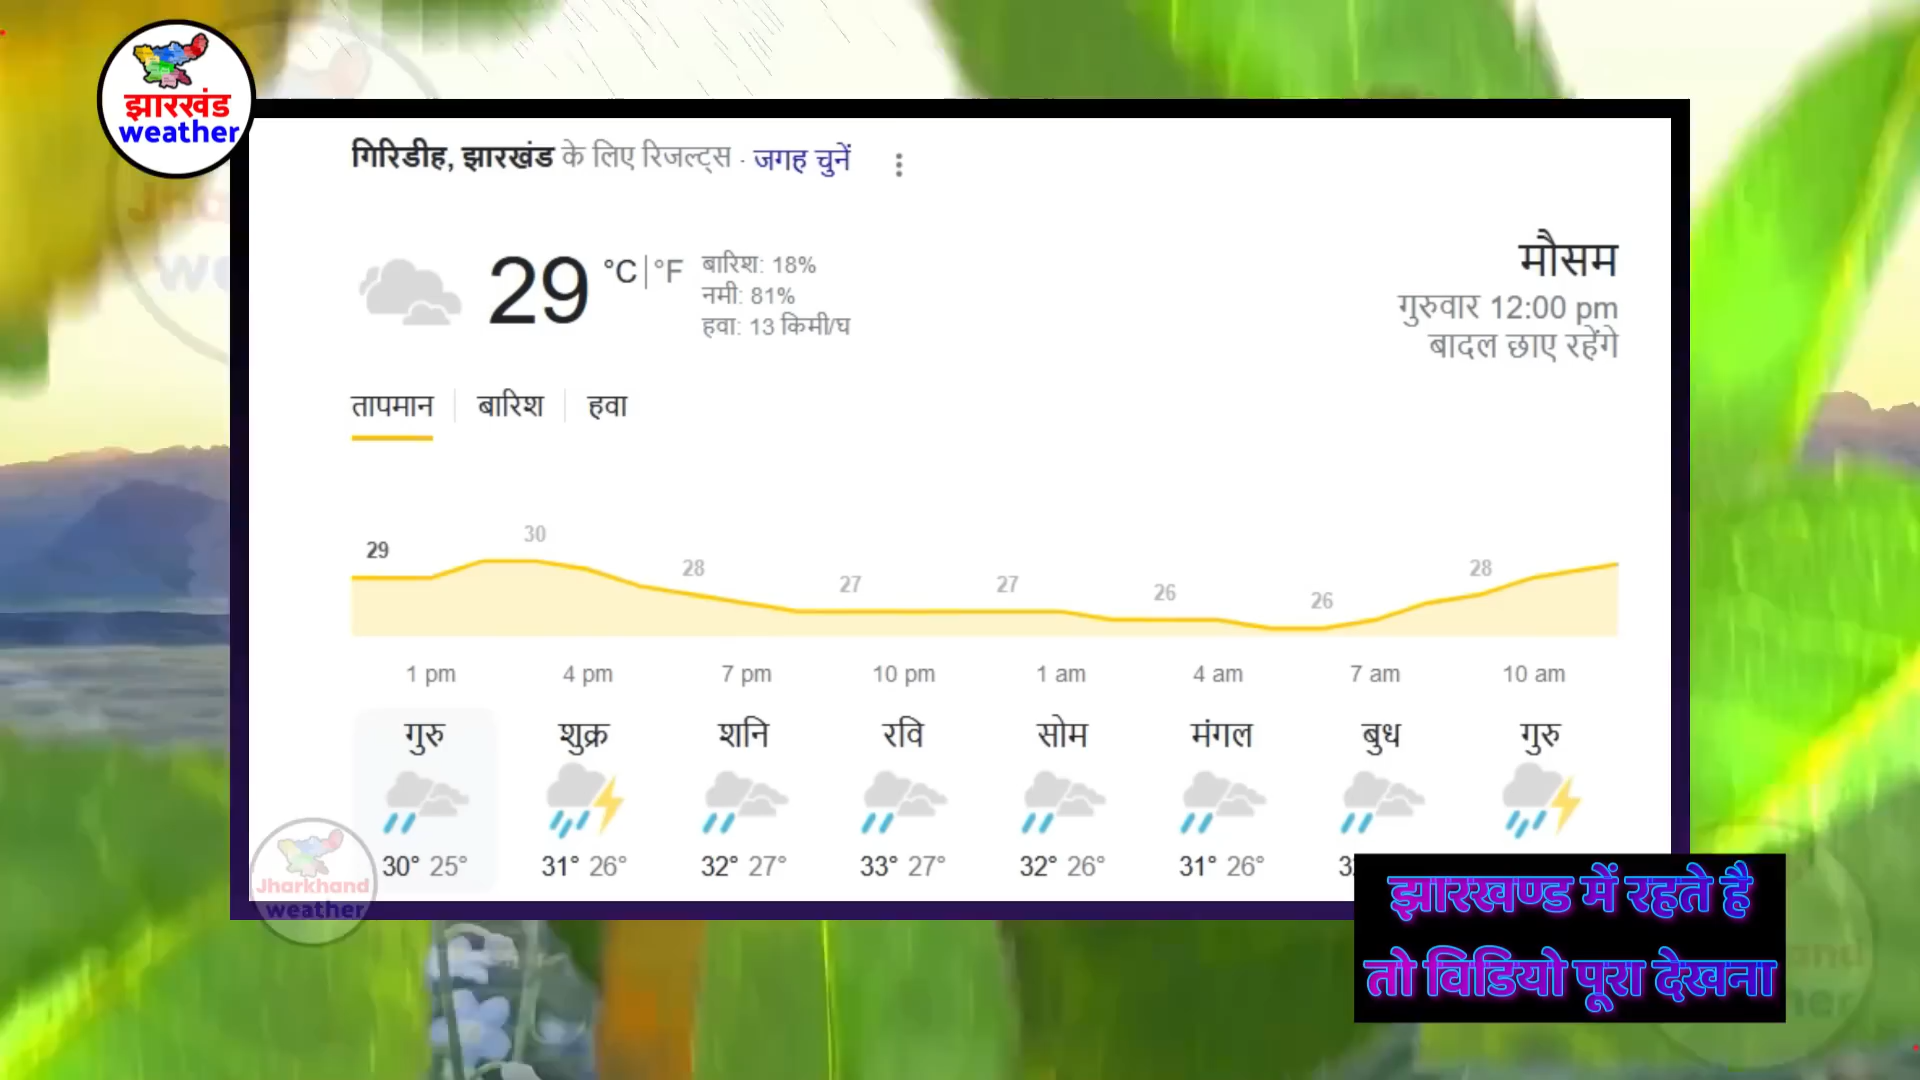 झारखंड
weather
गिरिडीह, झारखंड के लिए रिजल्ट्स · जगह चुनें
29 °C|°F
बारिश: 18%
नमी: 81%
हवा: 13 किमी/घ
मौसम
गुरुवार 12:00 pm
बादल छाए रहेंगे
तापमान बारिश हवा
29 30 28 27 27 26 26 28
1 pm 4 pm 7 pm 10 pm 1 am 4 am 7 am 10 am
गुरु शुक्र शनि रवि सोम मंगल बुध गुरु
30° 25° 31° 26° 32° 27° 33° 27° 32° 26° 31° 26°
Jharkhand
weather
झारखण्ड में रहते है
तो विडियो पूरा देखना